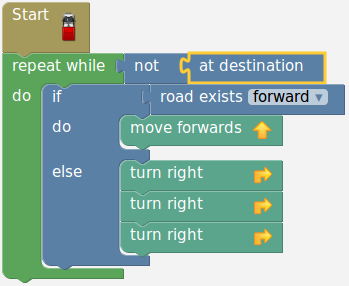 Start
repeat while not at destination
do if road exists forward
do move forwards
else turn right
turn right
turn right